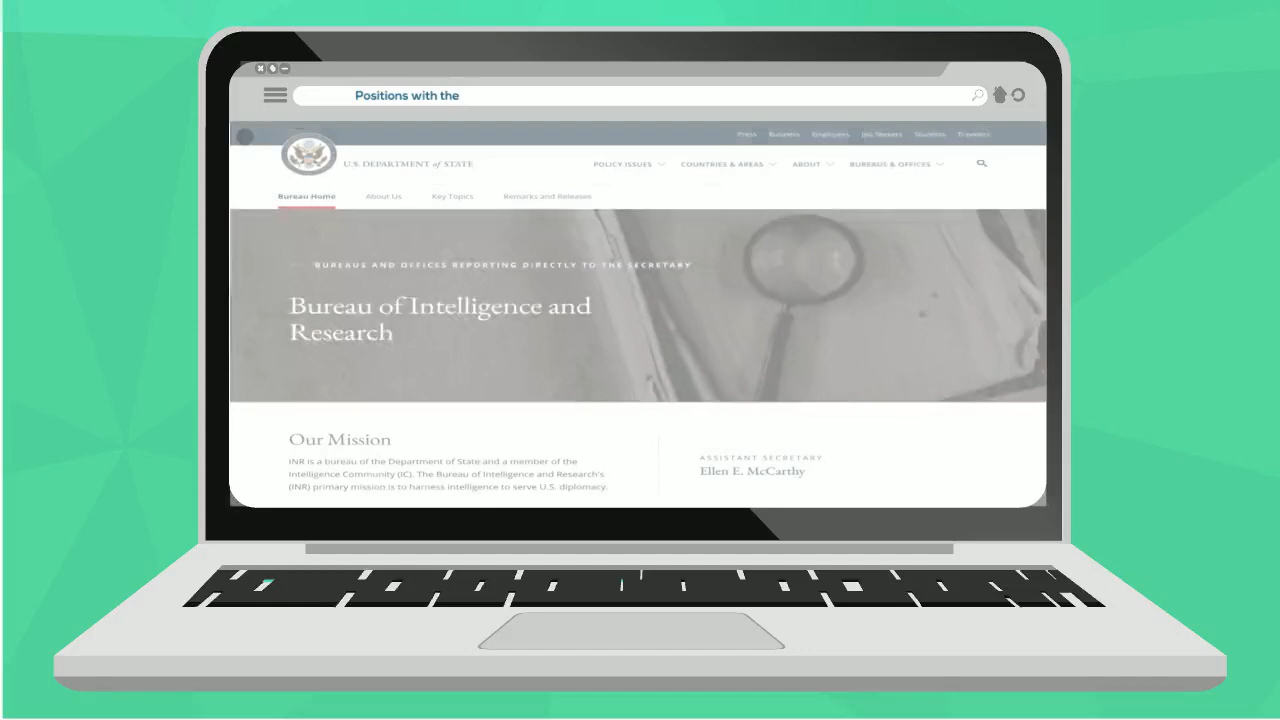 Positions with the
Press Business Employees Job Seekers Students Travelers
U.S. DEPARTMENT of STATE
POLICY ISSUES COUNTRIES & AREAS ABOUT BUREAUS & OFFICES
Bureau Home About Us Key Topics Remarks and Releases
BUREAUS AND OFFICES REPORTING DIRECTLY TO THE SECRETARY
Bureau of Intelligence and
Research
Our Mission
INR is a bureau of the Department of State and a member of the
Intelligence Community (IC). The Bureau of Intelligence and Research's
(INR) primary mission is to harness intelligence to serve U.S. diplomacy.
ASSISTANT SECRETARY
Ellen E. McCarthy